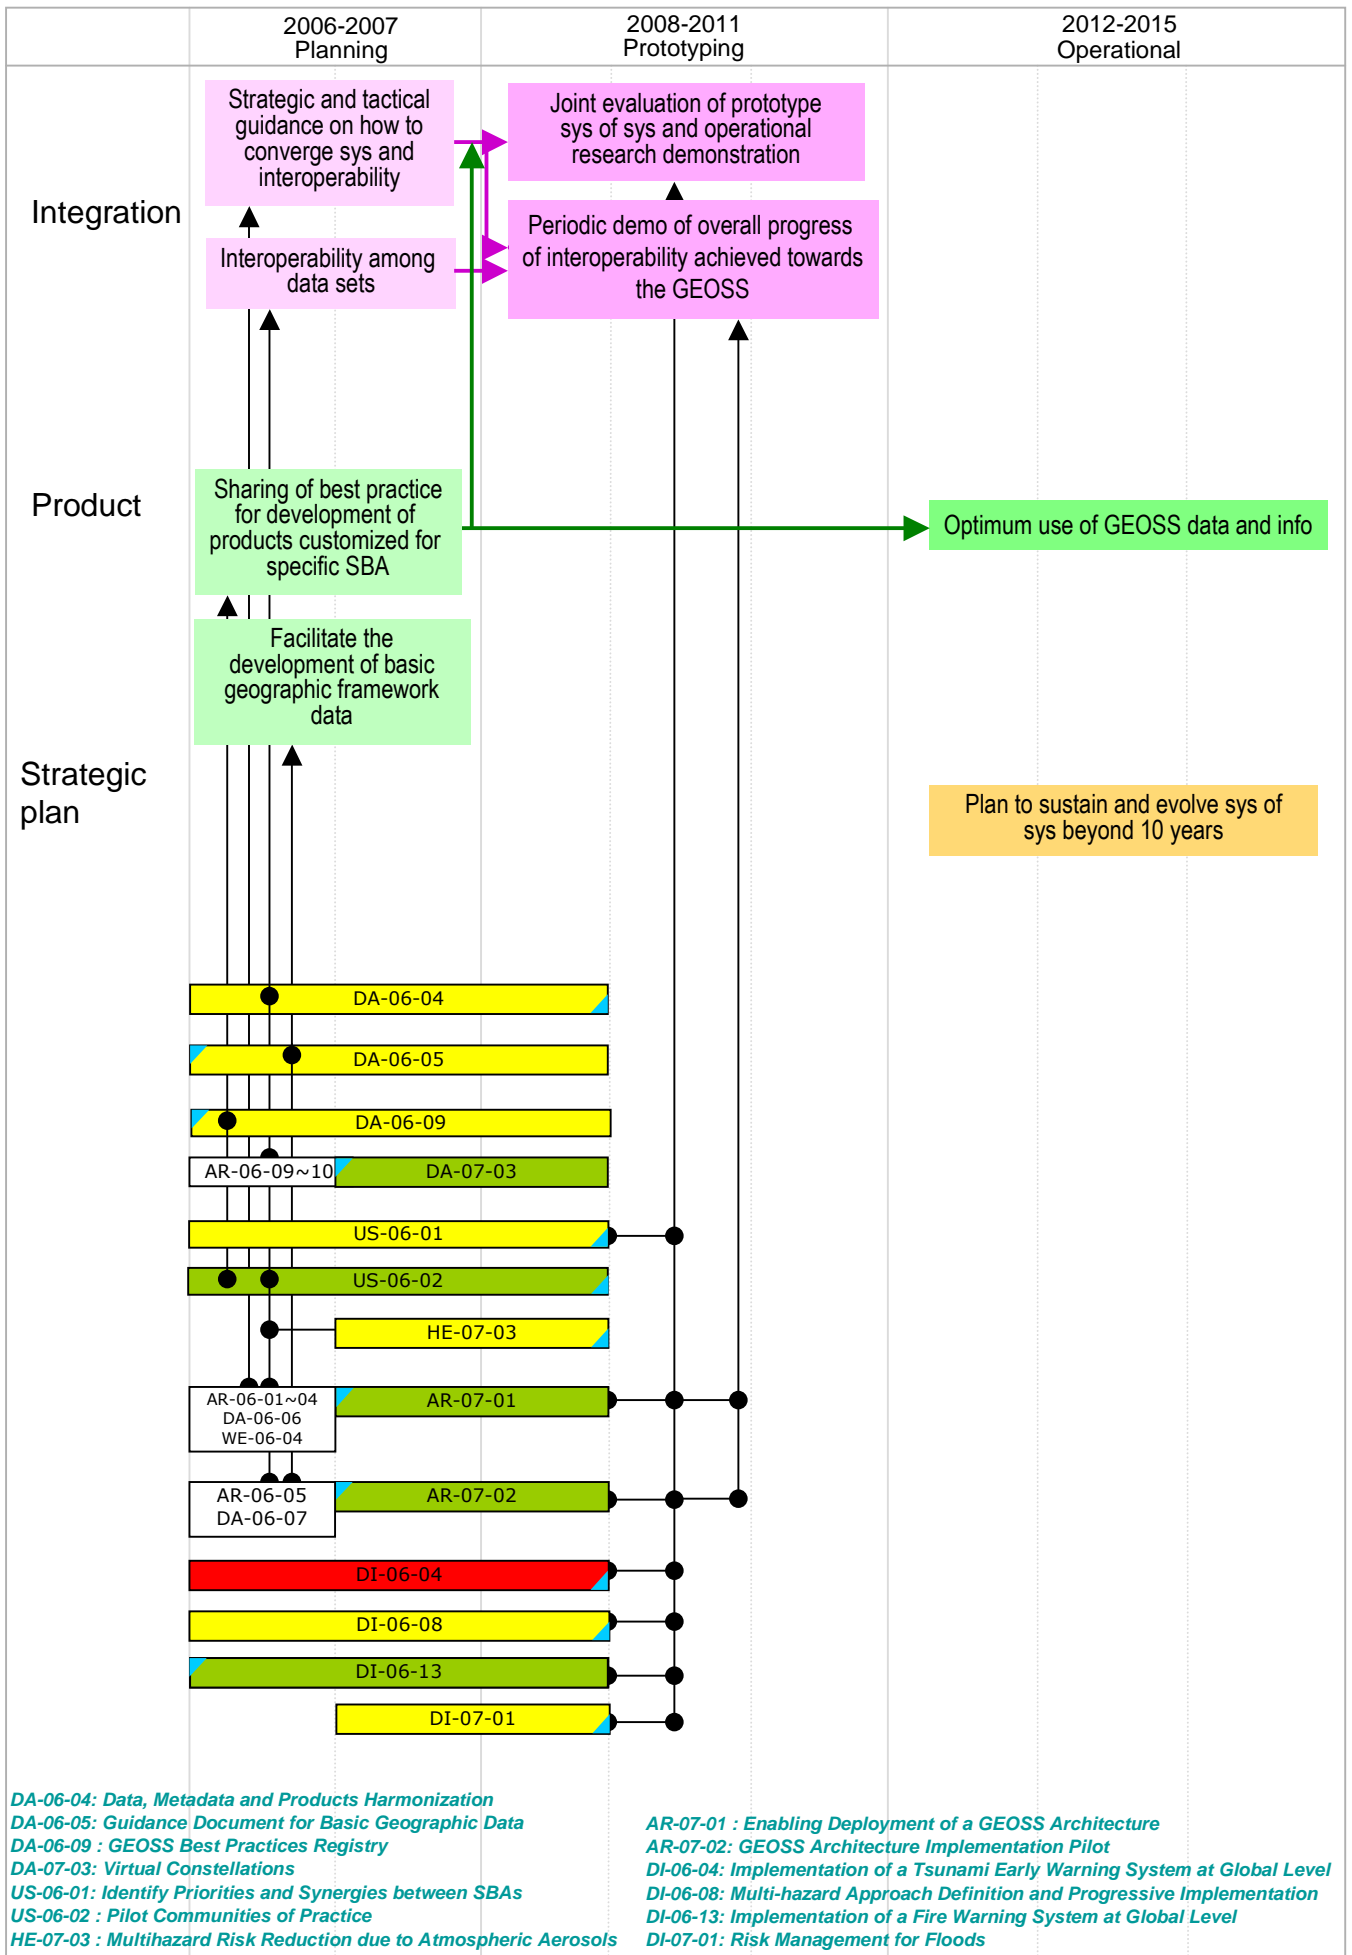 2006-2007
Planning
2008-2011
Prototyping
2012-2015
Operational
Integration
Strategic and tactical
guidance on how to
converge sys and
interoperability
Joint evaluation of prototype
sys of sys and operational
research demonstration
Interoperability among
data sets
Periodic demo of overall progress
of interoperability achieved towards
the GEOSS
Product
Sharing of best practice
for development of
products customized for
specific SBA
Optimum use of GEOSS data and info
Facilitate the
development of basic
geographic framework
data
Strategic
plan
Plan to sustain and evolve sys of
sys beyond 10 years
DA-06-04
DA-06-05
DA-06-09
AR-06-09~10
DA-07-03
US-06-01
US-06-02
HE-07-03
AR-06-01~04
DA-06-06
WE-06-04
AR-07-01
AR-06-05
DA-06-07
AR-07-02
DI-06-04
DI-06-08
DI-06-13
DI-07-01
DA-06-04: Data, Metadata and Products Harmonization
DA-06-05: Guidance Document for Basic Geographic Data
DA-06-09 : GEOSS Best Practices Registry
DA-07-03: Virtual Constellations
US-06-01: Identify Priorities and Synergies between SBAs
US-06-02 : Pilot Communities of Practice
HE-07-03 : Multihazard Risk Reduction due to Atmospheric Aerosols
AR-07-01 : Enabling Deployment of a GEOSS Architecture
AR-07-02: GEOSS Architecture Implementation Pilot
DI-06-04: Implementation of a Tsunami Early Warning System at Global Level
DI-06-08: Multi-hazard Approach Definition and Progressive Implementation
DI-06-13: Implementation of a Fire Warning System at Global Level
DI-07-01: Risk Management for Floods